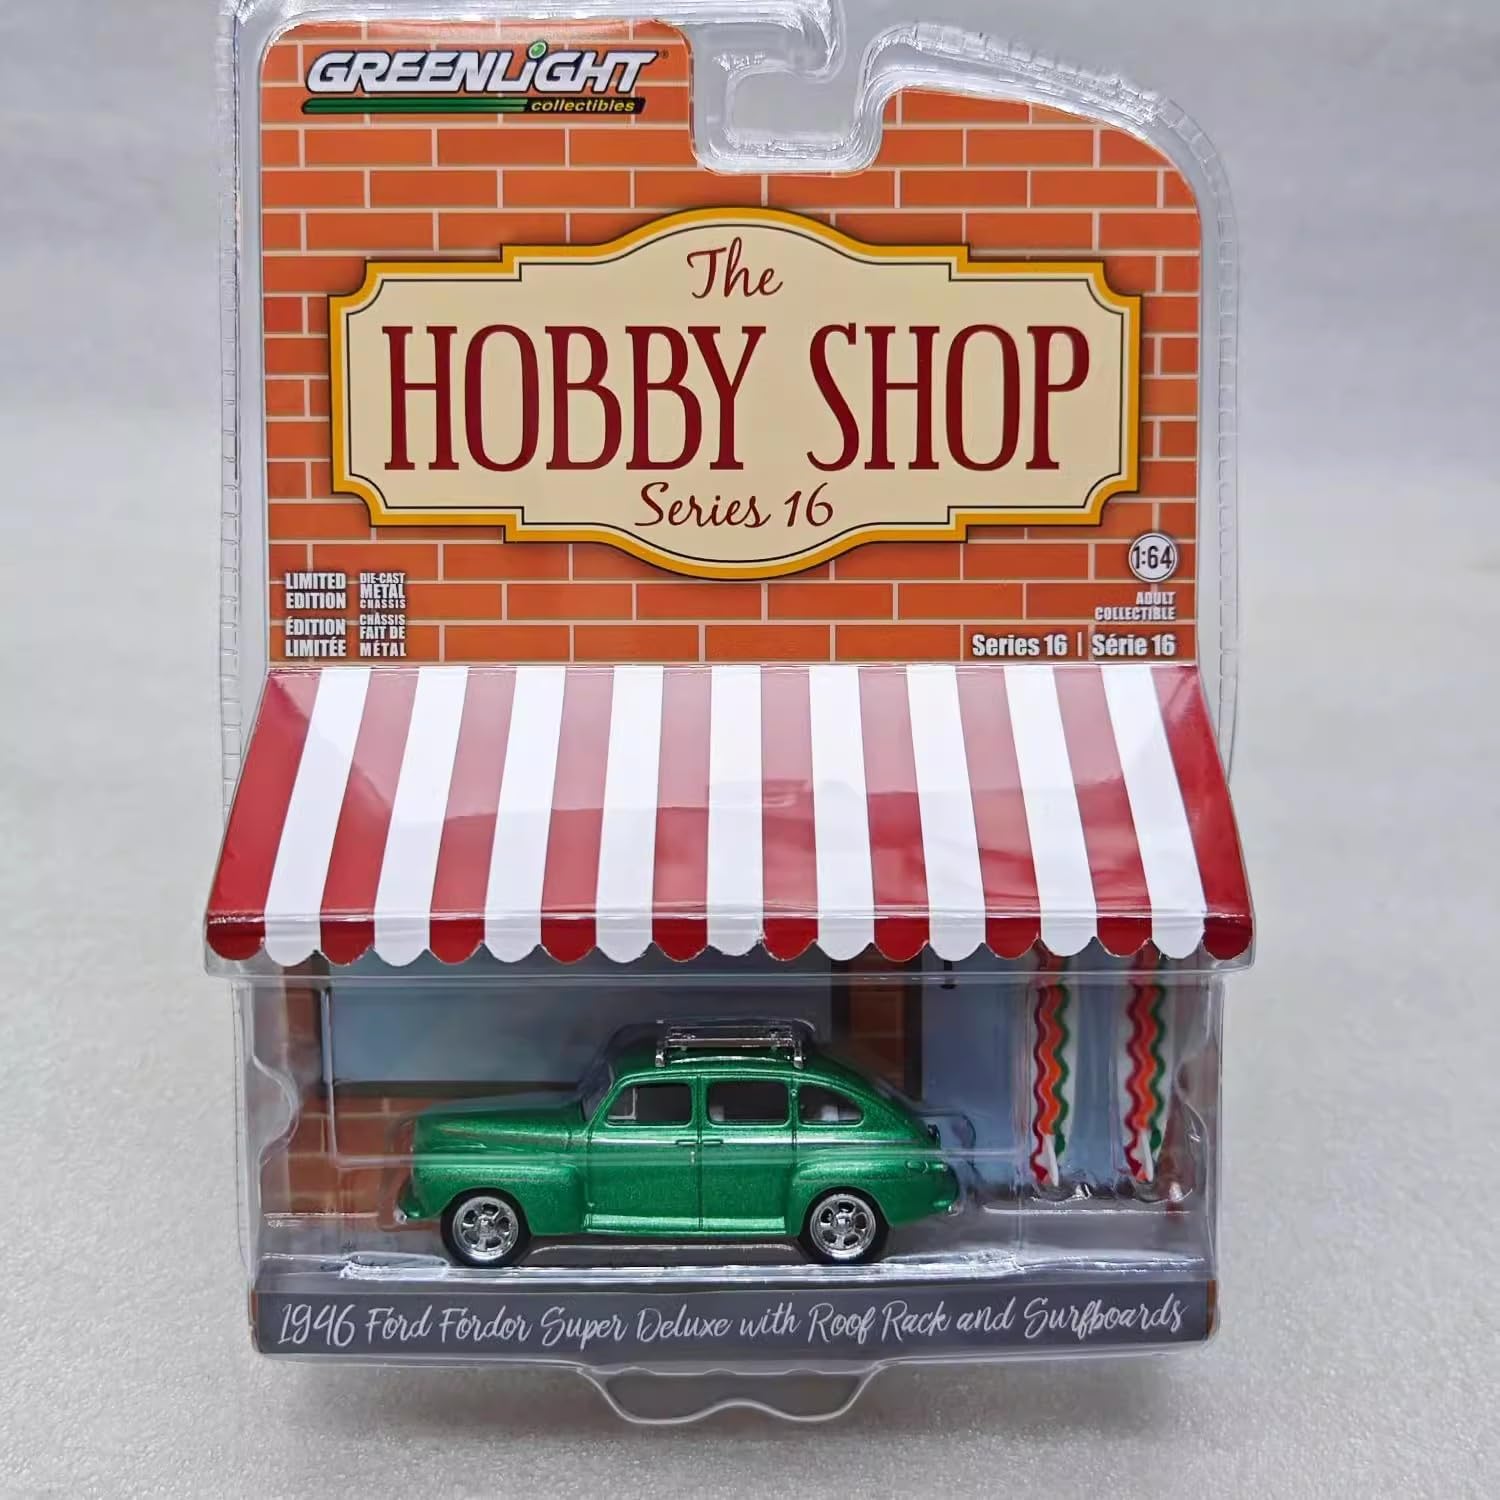 GREENLiGHT®
collectibles
The
HOBBY SHOP
Series 16
1:64
ADULT
COLLECTIBLE
LIMITED
EDITION
ÉDITION
LIMITÉE
DIE-CAST
METAL
CHASSIS
CHÂSSIS
FAIT DE
MÉTAL
Series 16 | Série 16
1946 Ford Fordor Super Deluxe with Roof Rack and Surfboards